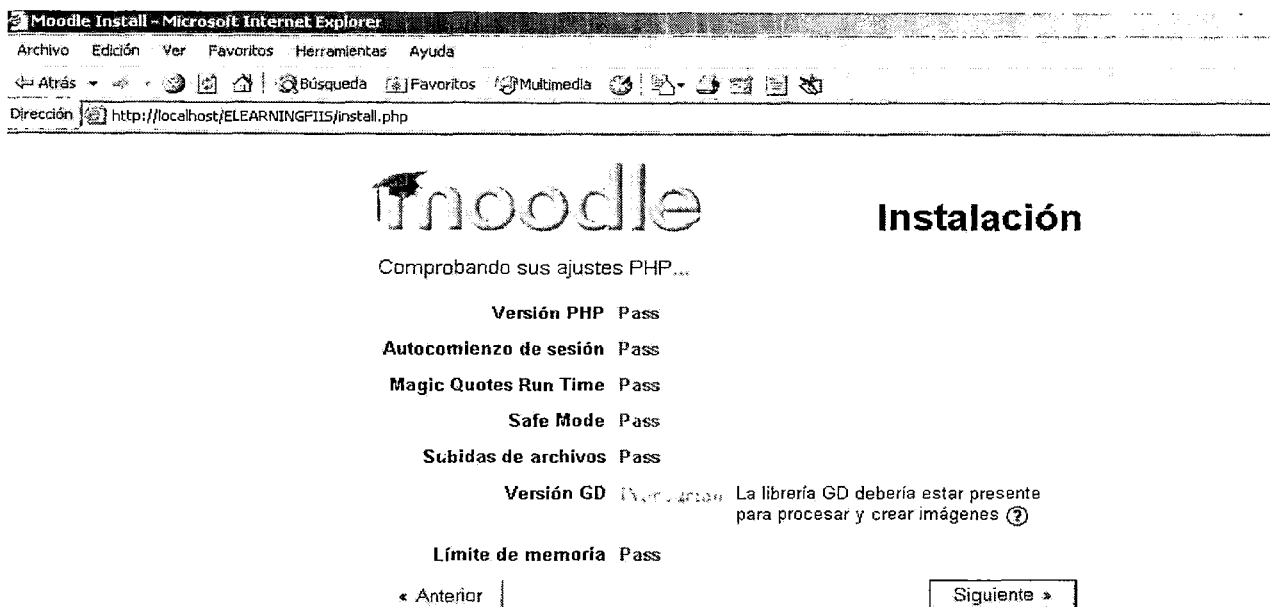 Moodle Install - Microsoft Internet Explorer
Archivo Edición Ver Favoritos Herramientas Ayuda
Atrás Búsqueda Favoritos Multimedia
Dirección http://localhost/ELEARNINGFIIS/install.php
moodle
Instalación
Comprobando sus ajustes PHP...
Versión PHP Pass
Autocomienzo de sesión Pass
Magic Quotes Run Time Pass
Safe Mode Pass
Subidas de archivos Pass
Versión GD La librería GD debería estar presente
para procesar y crear imágenes ?
Límite de memoria Pass
« Anterior
Siguiente »